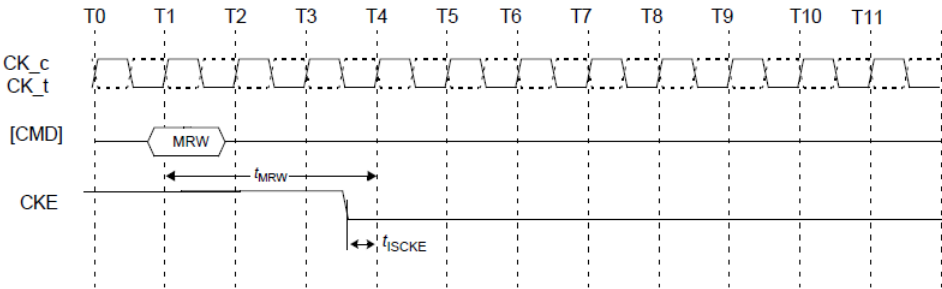 T0 T1 T2 T3 T4 T5 T6 T7 T8 T9 T10 T11
CK_c
CK_t
[CMD] MRW
tMRW
CKE
tISCKE